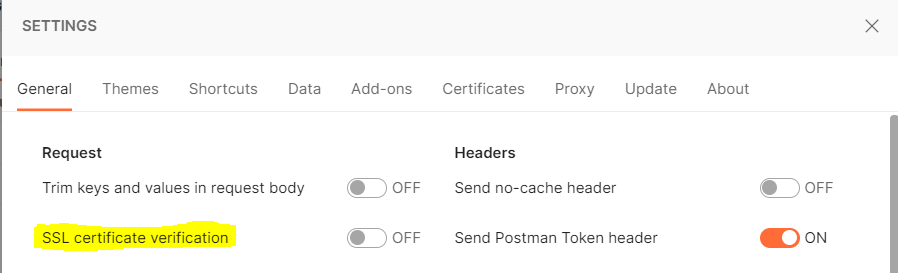 SETTINGS
General Themes Shortcuts Data Add-ons Certificates Proxy Update About
Request Headers
Trim keys and values in request body OFF Send no-cache header OFF
SSL certificate verification OFF Send Postman Token header ON